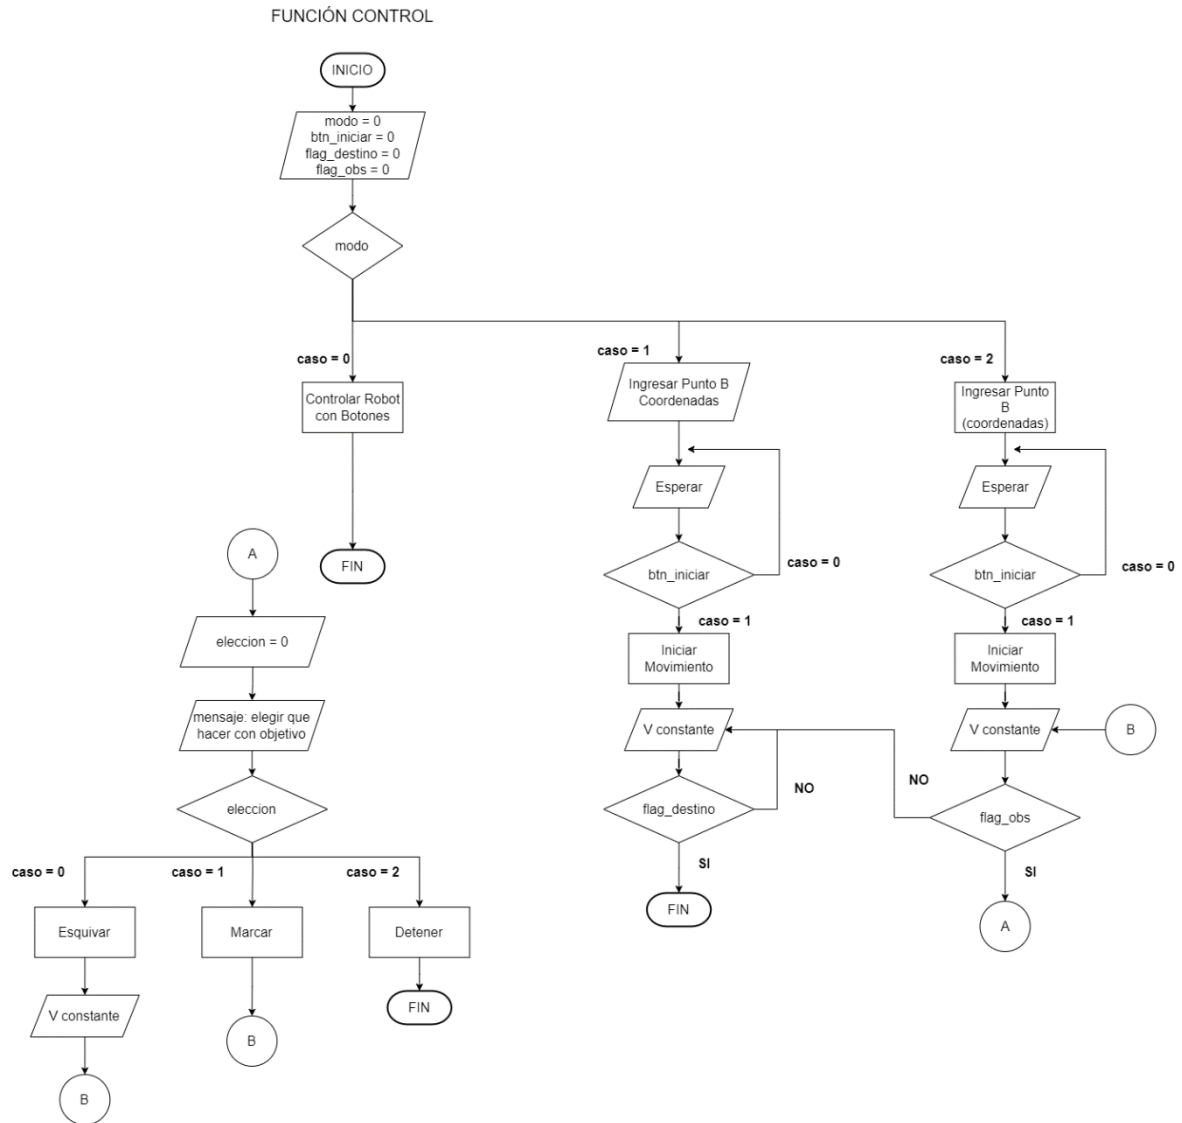 FUNCIÓN CONTROL
INICIO
modo = 0
btn_iniciar = 0
flag_destino = 0
flag_obs = 0
modo
caso = 0
Controlar Robot
con Botones
FIN
caso = 1
Ingresar Punto B
Coordenadas
Esperar
btn_iniciar
caso = 0
caso = 1
Iniciar
Movimiento
V constante
flag_destino
NO
SI
FIN
caso = 2
Ingresar Punto
B
(coordenadas)
Esperar
btn_iniciar
caso = 0
caso = 1
Iniciar
Movimiento
V constante
B
flag_obs
NO
SI
A
A
eleccion = 0
mensaje: elegir que
hacer con objetivo
eleccion
caso = 0
Esquivar
V constante
B
caso = 1
Marcar
B
caso = 2
Detener
FIN